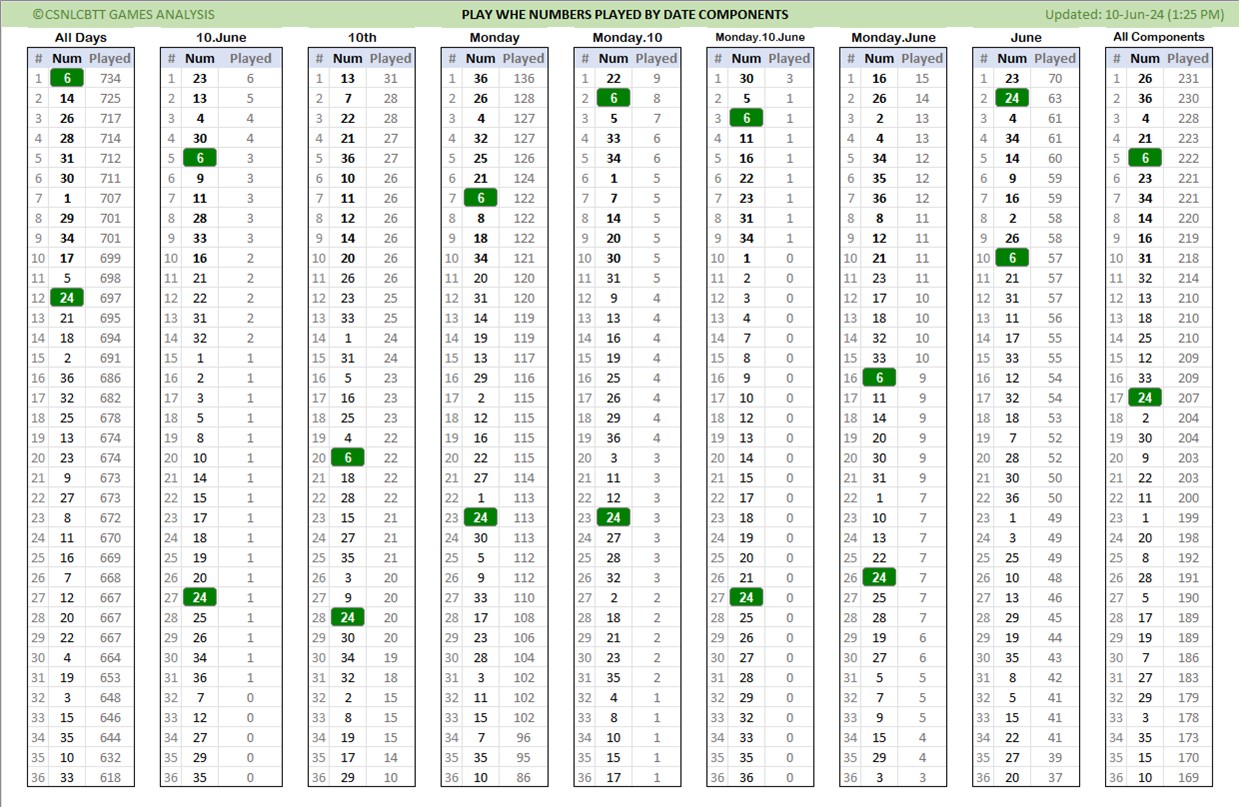 ©CSNLCBTT GAMES ANALYSIS PLAY WHE NUMBERS PLAYED BY DATE COMPONENTS Updated: 10-Jun-24 (1:25 PM)
All Days 10.June 10th Monday Monday.10 Monday.10.June Monday.June June All Components
# Num Played # Num Played # Num Played # Num Played # Num Played # Num Played # Num Played # Num Played # Num Played
1 6 734 1 23 6 1 13 31 1 36 136 1 22 9 1 30 3 1 16 15 1 23 70 1 26 231
2 14 725 2 13 5 2 7 28 2 26 128 2 6 8 2 5 1 2 26 14 2 24 63 2 36 230
3 26 717 3 4 4 3 22 28 3 4 127 3 5 7 3 6 1 3 2 13 3 4 61 3 4 228
4 28 714 4 30 4 4 21 27 4 32 127 4 33 6 4 11 1 4 4 13 4 34 61 4 21 223
5 31 712 5 6 3 5 36 27 5 25 126 5 34 6 5 16 1 5 34 12 5 14 60 5 6 222
6 30 711 6 9 3 6 10 26 6 21 124 6 1 5 6 22 1 6 35 12 6 9 59 6 23 221
7 1 707 7 11 3 7 11 26 7 6 122 7 7 5 7 23 1 7 36 12 7 16 59 7 34 221
8 29 701 8 28 3 8 12 26 8 8 122 8 14 5 8 31 1 8 8 11 8 2 58 8 14 220
9 34 701 9 33 3 9 14 26 9 18 122 9 20 5 9 34 1 9 12 11 9 26 58 9 16 219
10 17 699 10 16 2 10 20 26 10 34 121 10 30 5 10 1 0 10 21 11 10 6 57 10 31 218
11 5 698 11 21 2 11 26 26 11 20 120 11 31 5 11 2 0 11 23 11 11 21 57 11 32 214
12 24 697 12 22 2 12 23 25 12 31 120 12 9 4 12 3 0 12 17 10 12 31 57 12 13 210
13 21 695 13 31 2 13 33 25 13 14 119 13 13 4 13 4 0 13 18 10 13 11 56 13 18 210
14 18 694 14 32 2 14 1 24 14 19 119 14 16 4 14 7 0 14 32 10 14 17 55 14 25 210
15 2 691 15 1 1 15 31 24 15 13 117 15 19 4 15 8 0 15 33 10 15 33 55 15 12 209
16 36 686 16 2 1 16 5 23 16 29 116 16 25 4 16 9 0 16 6 9 16 12 54 16 33 209
17 32 682 17 3 1 17 16 23 17 2 115 17 26 4 17 10 0 17 11 9 17 32 54 17 24 207
18 25 678 18 5 1 18 25 23 18 12 115 18 29 4 18 12 0 18 14 9 18 18 53 18 2 204
19 13 674 19 8 1 19 4 22 19 16 115 19 36 4 19 13 0 19 20 9 19 7 52 19 30 204
20 23 674 20 10 1 20 6 22 20 22 115 20 3 3 20 14 0 20 30 9 20 28 52 20 9 203
21 9 673 21 14 1 21 18 22 21 27 114 21 11 3 21 15 0 21 31 9 21 30 50 21 22 203
22 27 673 22 15 1 22 28 22 22 1 113 22 12 3 22 17 0 22 1 7 22 36 50 22 11 200
23 8 672 23 17 1 23 15 21 23 24 113 23 24 3 23 18 0 23 10 7 23 1 49 23 1 199
24 11 670 24 18 1 24 27 21 24 30 113 24 27 3 24 19 0 24 13 7 24 3 49 24 20 198
25 16 669 25 19 1 25 35 21 25 5 112 25 28 3 25 20 0 25 22 7 25 25 49 25 8 192
26 7 668 26 20 1 26 3 20 26 9 112 26 32 3 26 21 0 26 24 7 26 10 48 26 28 191
27 12 667 27 24 1 27 9 20 27 33 110 27 2 2 27 24 0 27 25 7 27 13 46 27 5 190
28 20 667 28 25 1 28 24 20 28 17 108 28 18 2 28 25 0 28 28 7 28 29 45 28 17 189
29 22 667 29 26 1 29 30 20 29 23 106 29 21 2 29 26 0 29 19 6 29 19 44 29 19 189
30 4 664 30 34 1 30 34 19 30 28 104 30 23 2 30 27 0 30 27 6 30 35 43 30 7 186
31 19 653 31 36 1 31 32 18 31 3 102 31 35 2 31 28 0 31 5 5 31 8 42 31 27 183
32 3 648 32 7 0 32 2 15 32 11 102 32 4 1 32 29 0 32 7 5 32 5 41 32 29 179
33 15 646 33 12 0 33 8 15 33 15 102 33 8 1 33 32 0 33 9 5 33 15 41 33 3 178
34 35 644 34 27 0 34 19 15 34 7 96 34 10 1 34 33 0 34 15 4 34 22 41 34 35 173
35 10 632 35 29 0 35 17 14 35 35 95 35 15 1 35 35 0 35 29 4 35 27 39 35 15 170
36 33 618 36 35 0 36 29 10 36 10 86 36 17 1 36 36 0 36 3 3 36 20 37 36 10 169